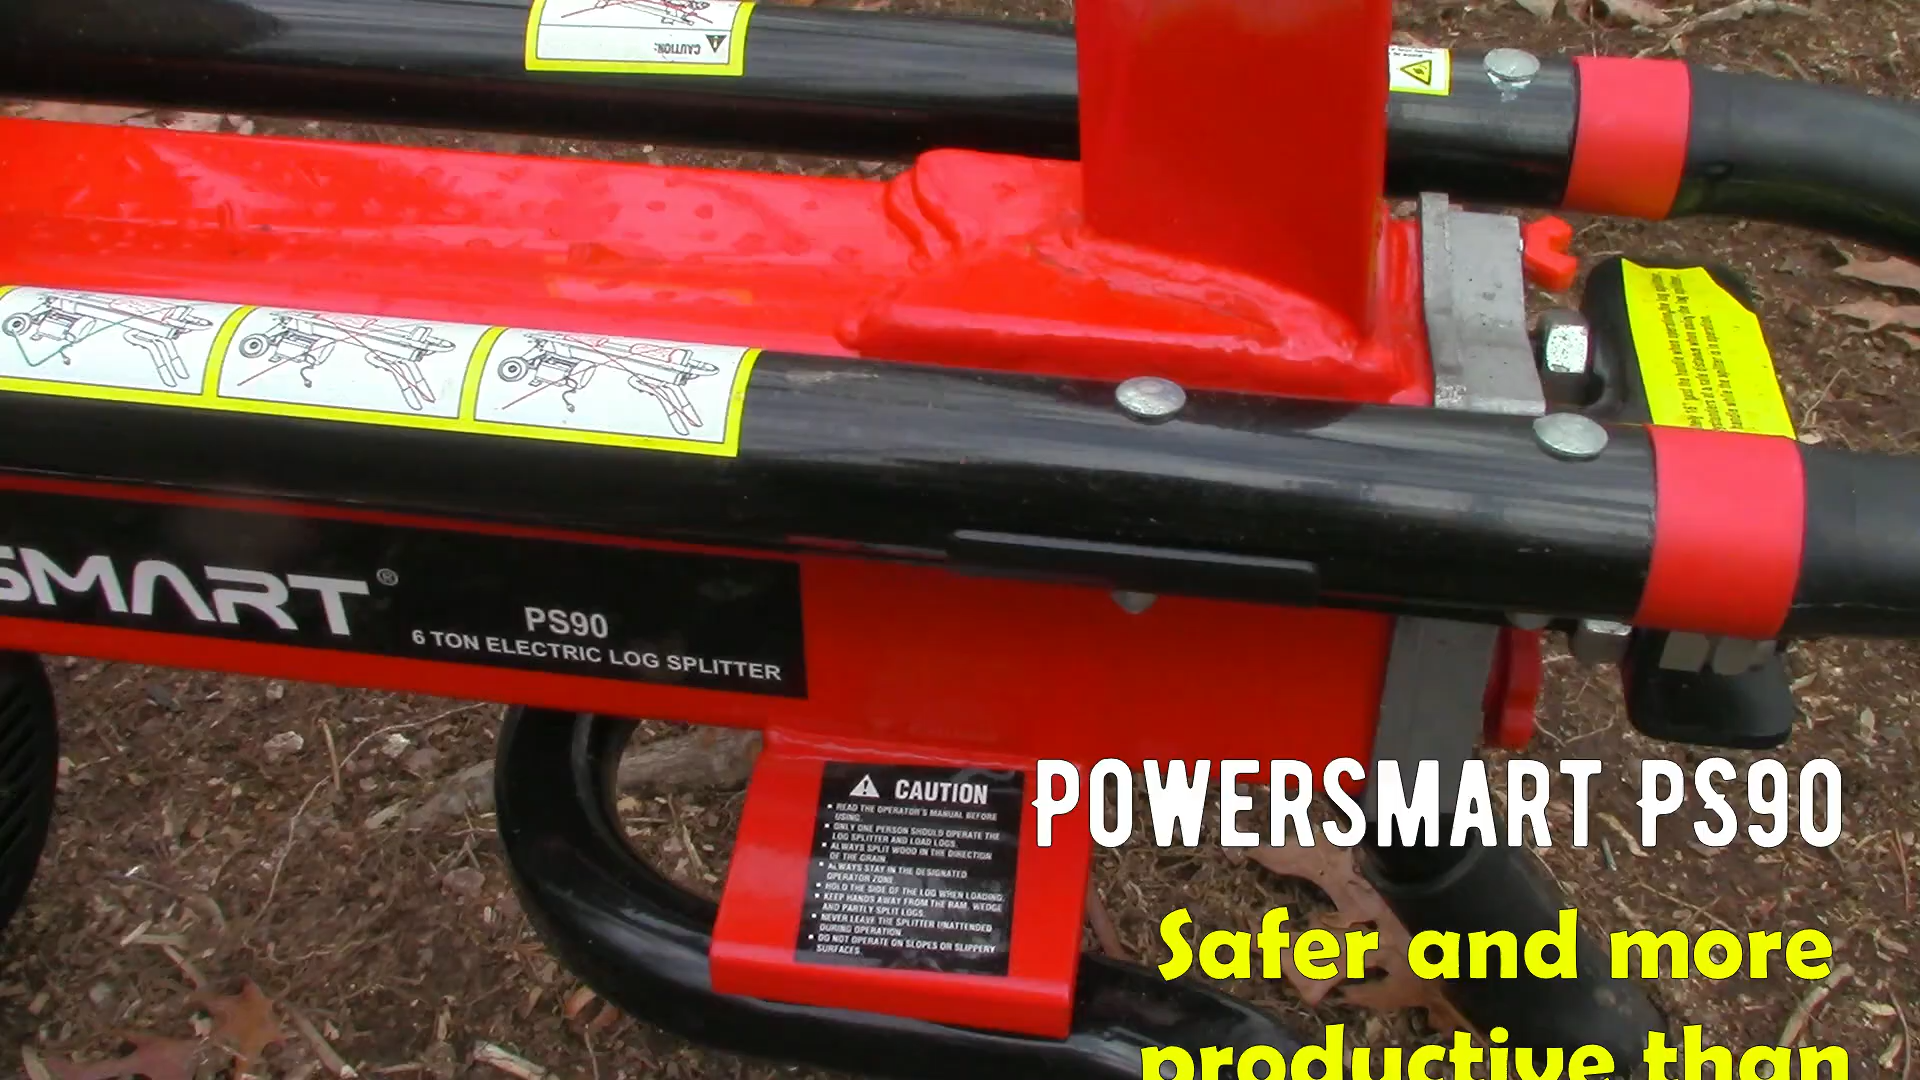 CAUTION:
SMART®
PS90
6 TON ELECTRIC LOG SPLITTER
CAUTION
READ THE OPERATOR'S MANUAL BEFORE
USING.
ONLY ONE PERSON SHOULD OPERATE THE
LOG SPLITTER AND LOAD LOGS.
ALWAYS SPLIT WOOD IN THE DIRECTION
OF THE GRAIN.
ALWAYS STAY IN THE DESIGNATED
OPERATOR ZONE.
HOLD THE SIDE OF THE LOG WHEN LOADING.
KEEP HANDS AWAY FROM THE RAM, WEDGE
AND PARTLY SPLIT LOGS.
NEVER LEAVE THE SPLITTER UNATTENDED
DURING OPERATION.
DO NOT OPERATE ON SLOPES OR SLIPPERY
SURFACES.
POWERSMART PS90
Safer and more
productive than